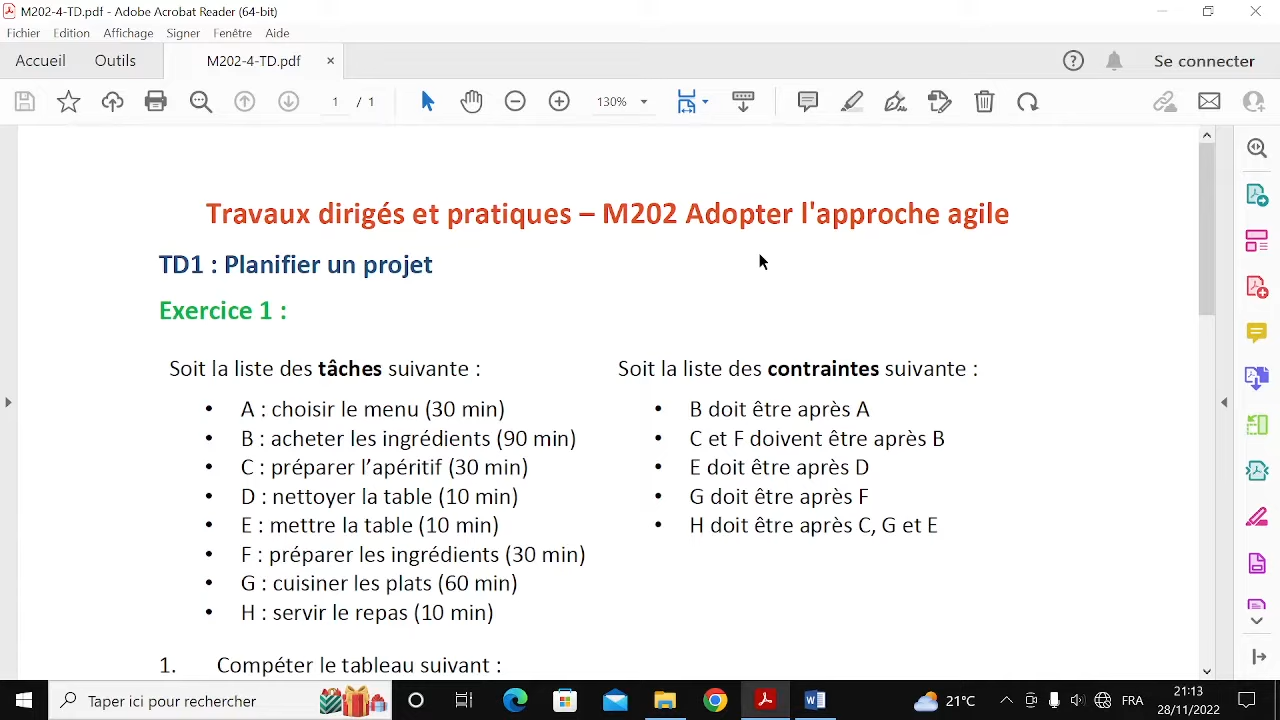 M202-4-TD.pdf - Adobe Acrobat Reader (64-bit)
Fichier Edition Affichage Signer Fenêtre Aide
Accueil Outils M202-4-TD.pdf × Se connecter
1 / 1 130%
Travaux dirigés et pratiques – M202 Adopter l'approche agile
TD1 : Planifier un projet
Exercice 1 :
Soit la liste des tâches suivante :
• A : choisir le menu (30 min)
• B : acheter les ingrédients (90 min)
• C : préparer l’apéritif (30 min)
• D : nettoyer la table (10 min)
• E : mettre la table (10 min)
• F : préparer les ingrédients (30 min)
• G : cuisiner les plats (60 min)
• H : servir le repas (10 min)
Soit la liste des contraintes suivante :
• B doit être après A
• C et F doivent être après B
• E doit être après D
• G doit être après F
• H doit être après C, G et E
1. Compéter le tableau suivant :
Taper ici pour rechercher
21°C
FRA
21:13
28/11/2022